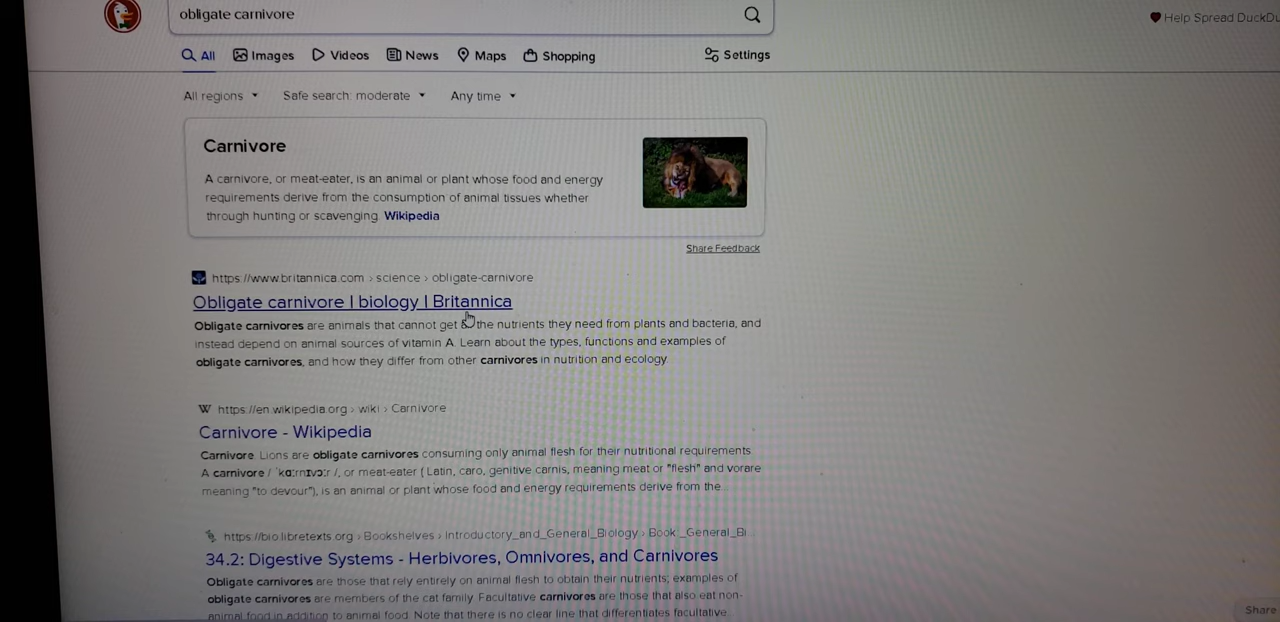 obligate carnivore
Help Spread DuckDu
All Images Videos News Maps Shopping Settings
All regions Safe search: moderate Any time
Carnivore
A carnivore, or meat-eater, is an animal or plant whose food and energy
requirements derive from the consumption of animal tissues whether
through hunting or scavenging. Wikipedia
Share Feedback
https://www.britannica.com › science › obligate-carnivore
Obligate carnivore | biology | Britannica
Obligate carnivores are animals that cannot get the nutrients they need from plants and bacteria, and
instead depend on animal sources of vitamin A. Learn about the types, functions and examples of
obligate carnivores, and how they differ from other carnivores in nutrition and ecology.
W https://en.wikipedia.org › wiki › Carnivore
Carnivore - Wikipedia
Carnivore. Lions are obligate carnivores consuming only animal flesh for their nutritional requirements
A carnivore / ˈkɑːrnɪvɔːr /, or meat-eater ( Latin, caro, genitive carnis, meaning meat or "flesh" and vorare
meaning "to devour"), is an animal or plant whose food and energy requirements derive from the...
https://bio.libretexts.org › Bookshelves › Introductory_and_General_Biology › Book:_General_Bi...
34.2: Digestive Systems - Herbivores, Omnivores, and Carnivores
Obligate carnivores are those that rely entirely on animal flesh to obtain their nutrients; examples of
obligate carnivores are members of the cat family. Facultative carnivores are those that also eat non-
animal food in addition to animal food. Note that there is no clear line that differentiates facultative
Share